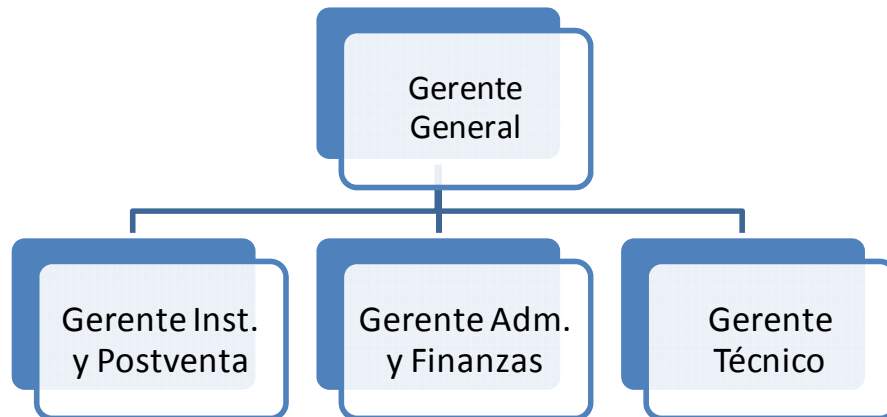 Gerente
General
Gerente Inst.
y Postventa
Gerente Adm.
y Finanzas
Gerente
Técnico